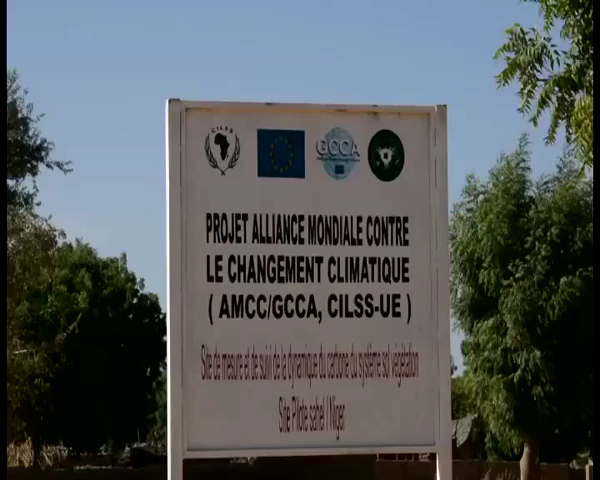 CILSS
GCCA
PROJET ALLIANCE MONDIALE CONTRE
LE CHANGEMENT CLIMATIQUE
( AMCC/GCCA, CILSS-UE )
Site de mesure et de suivi de la dynamique du carbone du système sol végétation
Site Pilote sahel / Niger